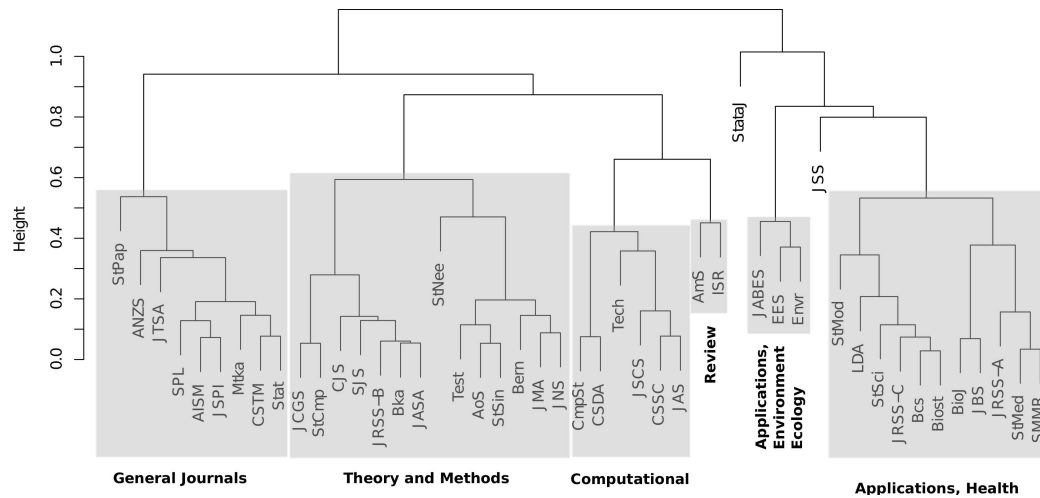 Height
0.0
0.2
0.4
0.6
0.8
1.0
StPap
ANZS
JTSA
SPL
AISM
JSPI
Mtka
CSTM
Stat
JCGS
StCmp
CJS
SJS
JRSS-B
Bka
JASA
StNee
Test
AoS
StSin
Bern
JMA
JNS
CmpSt
CSDA
Tech
JSCS
CSSC
JAS
AmS
ISR
StataJ
JABES
EES
Envr
JSS
StMod
LDA
StSci
JRSS-C
Bcs
Biost
BioJ
JBS
JRSS-A
StMed
SMMR
General Journals
Theory and Methods
Computational
Review
Applications,
Environment
Ecology
Applications, Health